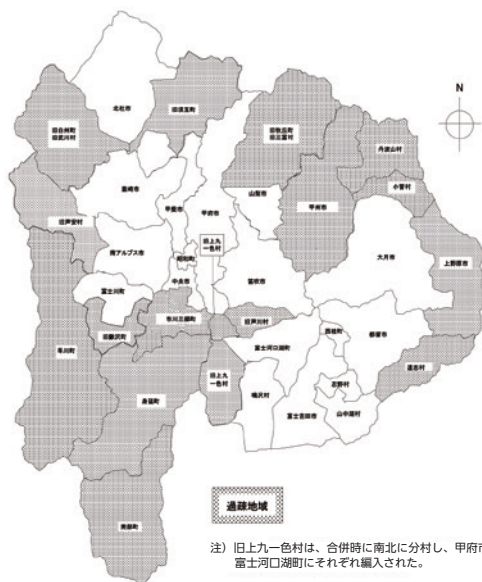 北杜市
旧白州町
旧武川村
旧須玉町
旧牧丘町
旧三富村
丹波山村
小菅村
韮崎市
甲斐市
甲府市
山梨市
甲州市
旧芦安村
南アルプス市
昭和町
旧上九
一色村
笛吹市
大月市
上野原市
中央市
富士川町
市川三郷町
旧芦川村
旧鰍沢町
早川町
富士河口湖町
西桂町
都留市
道志村
身延町
旧上九
一色村
鳴沢村
忍野村
富士吉田市
山中湖村
南部町
N
過疎地域
注）旧上九一色村は、合併時に南北に分村し、甲府市
富士河口湖町にそれぞれ編入された。